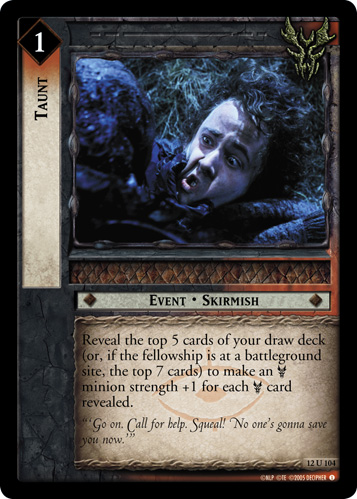 1
TAUNT
EVENT • SKIRMISH
Reveal the top 5 cards of your draw deck
(or, if the fellowship is at a battleground
site, the top 7 cards) to make an
minion strength +1 for each card
revealed.
“‘Go on. Call for help. Squeal! No one's gonna save
you now.’”
12 U 104
©NLP ©TE ©2005 DECIPHER